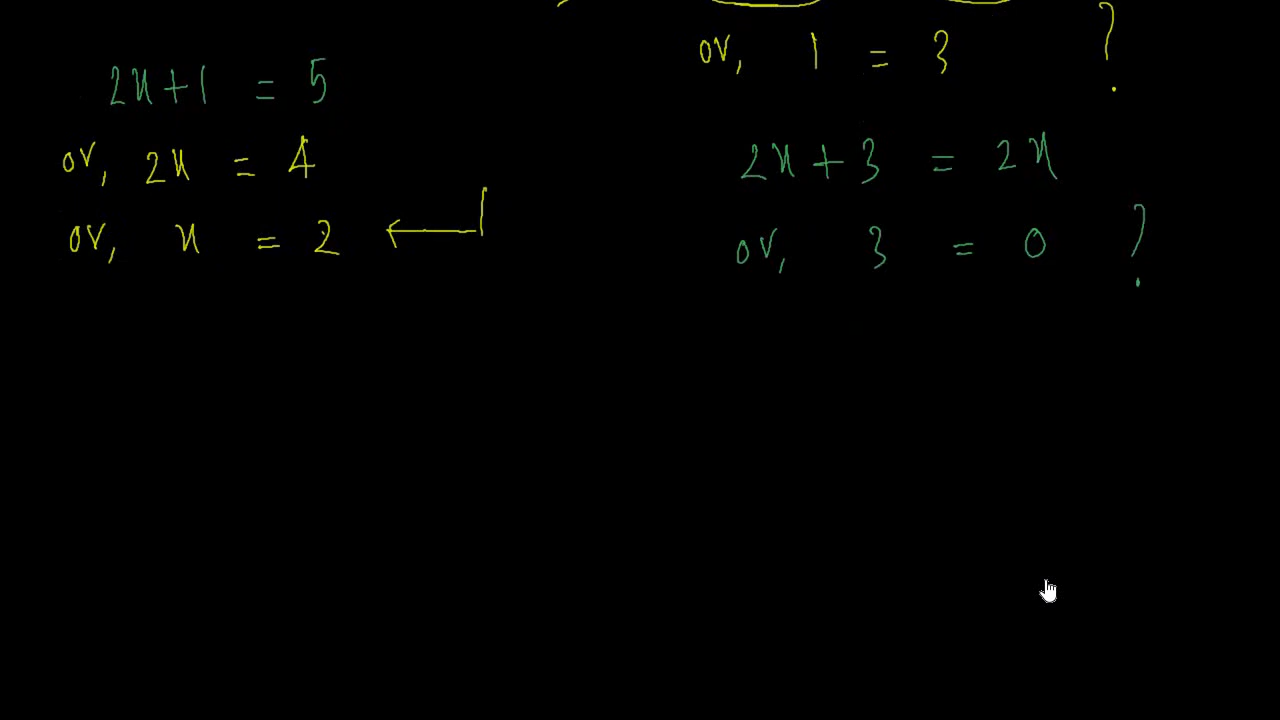 2x+1 = 5
or, 2x = 4
or, x = 2
or, 1 = 3 ?
2x + 3 = 2x
or, 3 = 0 ?